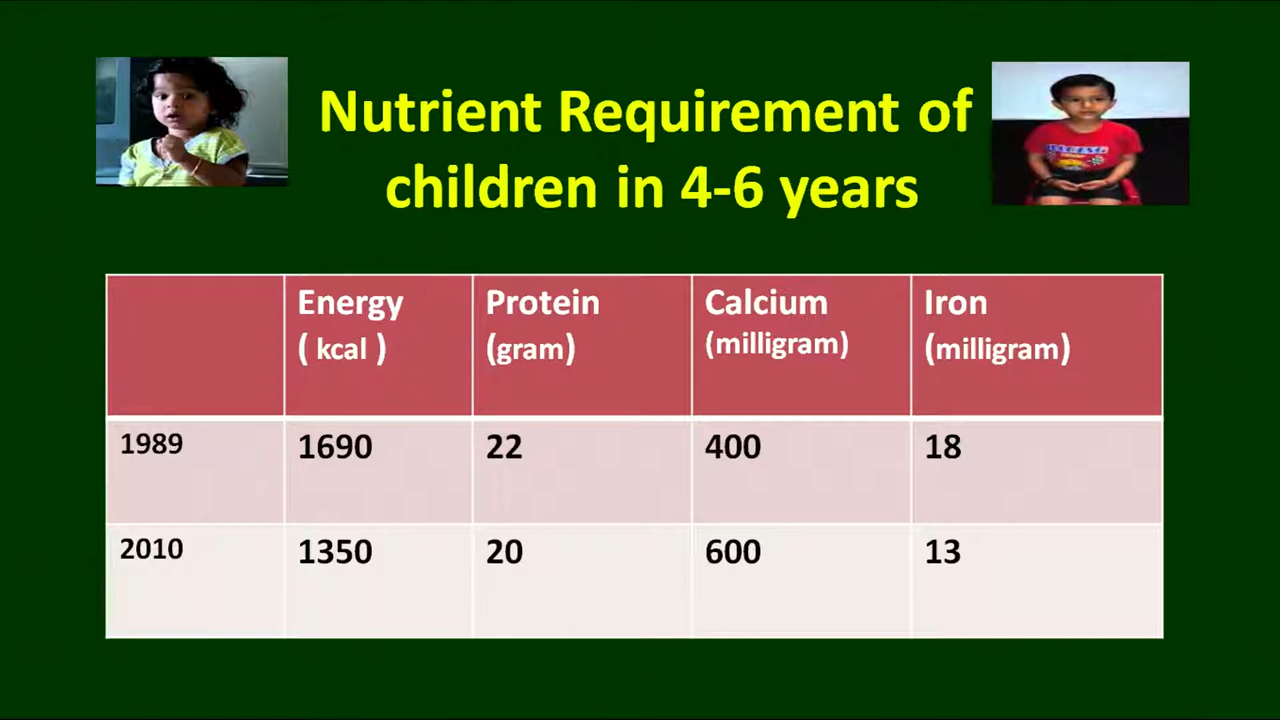 Nutrient Requirement of
children in 4-6 years
Energy Protein Calcium Iron
( kcal ) (gram) (milligram) (milligram)
1989 1690 22 400 18
2010 1350 20 600 13